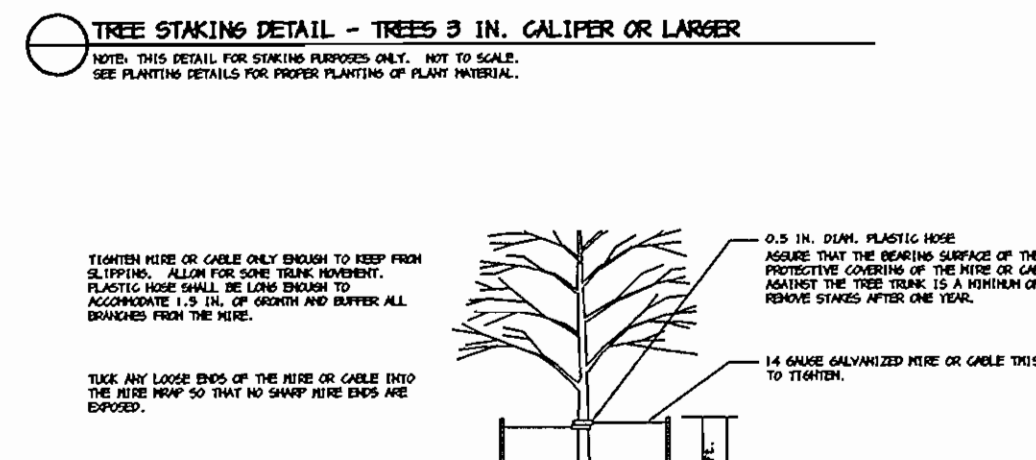 TREE STAKING DETAIL - TREES 3 IN. CALIPER OR LARGER
NOTE: THIS DETAIL FOR STAKING PURPOSES ONLY. NOT TO SCALE.
SEE PLANTING DETAILS FOR PROPER PLANTING OF PLANT MATERIAL.
TIGHTEN WIRE OR CABLE ONLY ENOUGH TO KEEP FROM
SLIPPING. ALLOW FOR SOME TRUNK MOVEMENT.
PLASTIC HOSE SHALL BE LONG ENOUGH TO
ACCOMMODATE 1.5 IN. OF GROWTH AND BUFFER ALL
BRANCHES FROM THE WIRE.
TUCK ANY LOOSE ENDS OF THE WIRE OR CABLE INTO
THE WIRE WRAP SO THAT NO SHARP WIRE ENDS ARE
EXPOSED.
0.5 IN. DIAM. PLASTIC HOSE
ASSURE THAT THE BEARING SURFACE OF THE
PROTECTIVE COVERING OF THE WIRE OR CA
AGAINST THE TREE TRUNK IS A MINIMUM O
REMOVE STAKES AFTER ONE YEAR.
14 GAUGE GALVANIZED WIRE OR CABLE TWIS
TO TIGHTEN.
FT.